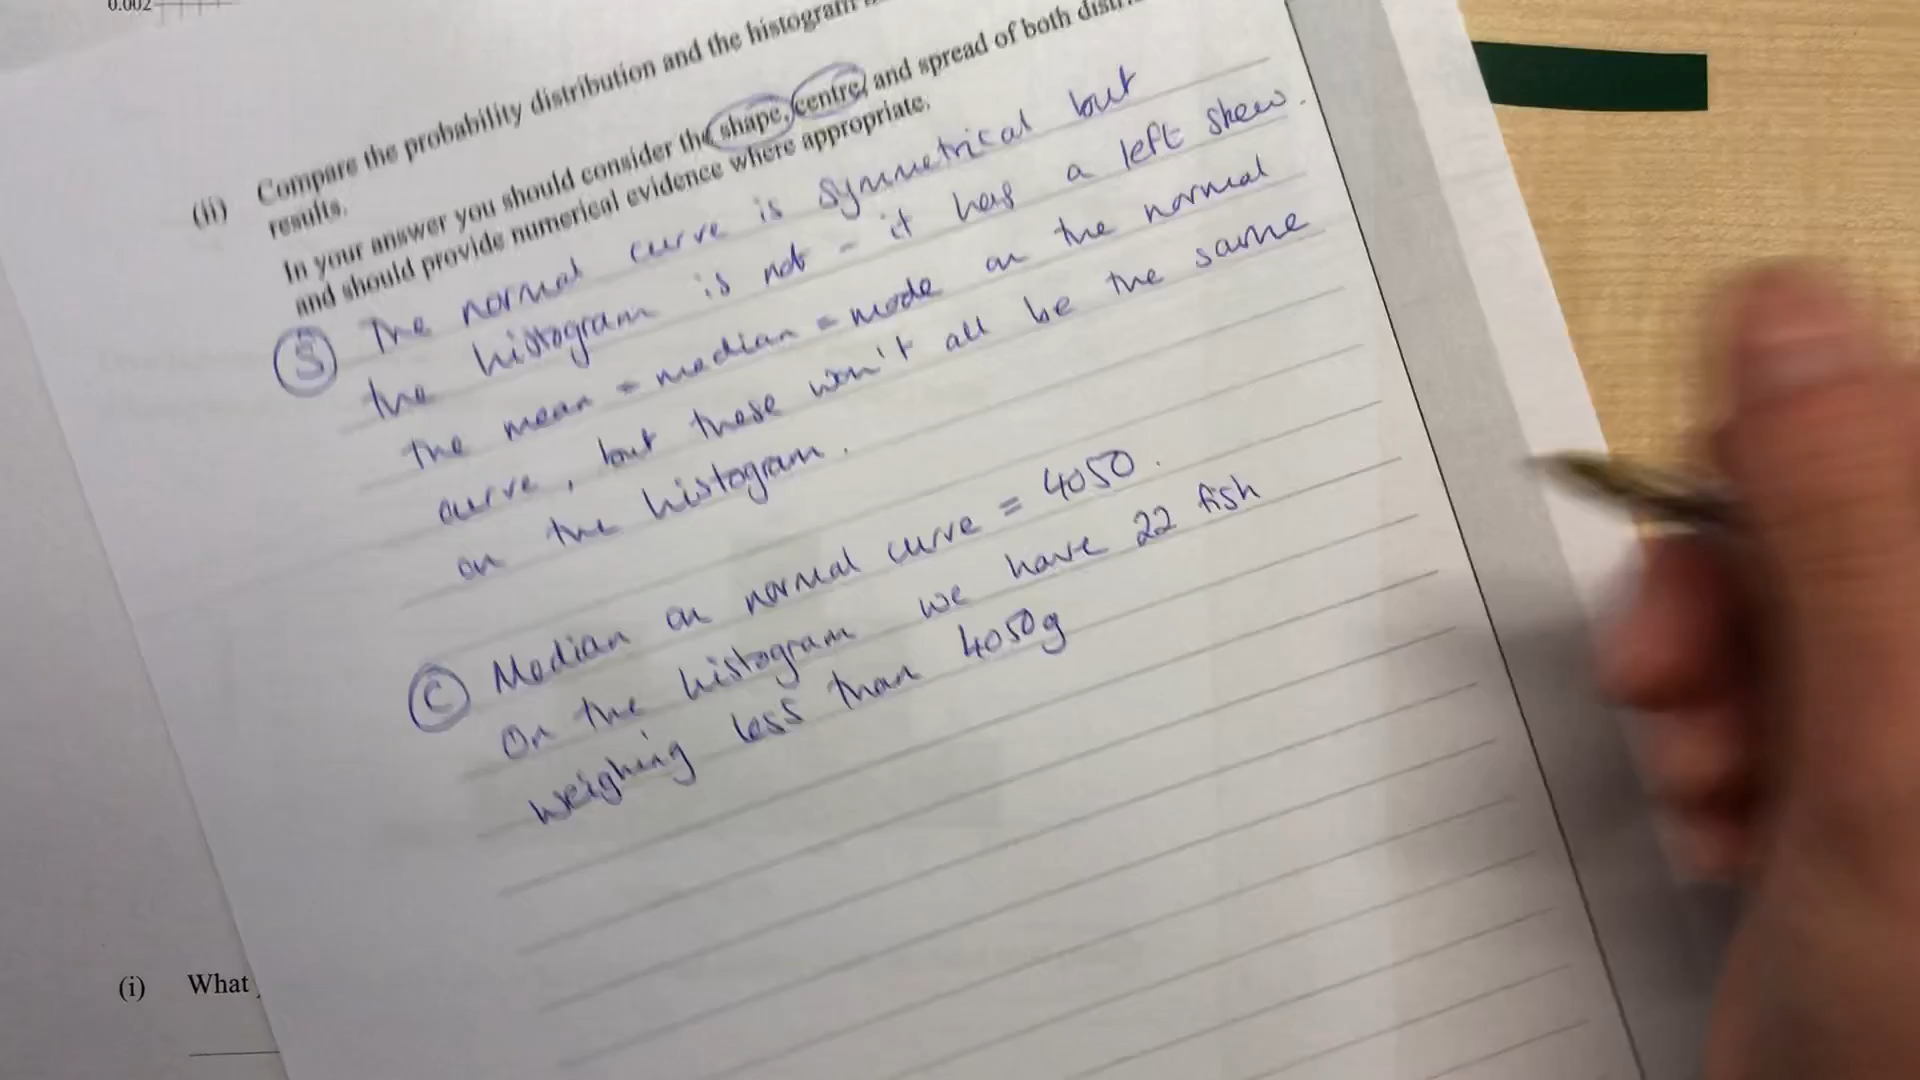 0.002
(ii) Compare the probability distribution and the histogram
results.
In your answer you should consider the shape, centre, and spread of both
and should provide numerical evidence where appropriate.
S The normal curve is symmetrical but
the histogram is not - it has a left skew.
The mean = median = mode on the normal
curve, but these won't all be the same
on the histogram.
C Median on normal curve = 4050.
On the histogram we have 22 fish
weighing less than 4050g
(i) What